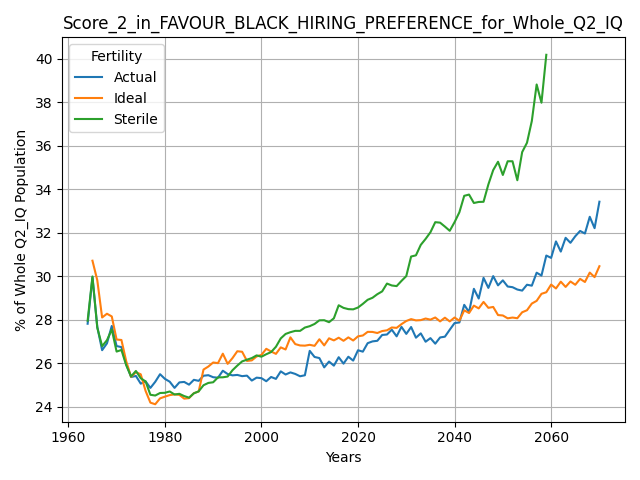 Score_2_in_FAVOUR_BLACK_HIRING_PREFERENCE_for_Whole_Q2_IQ
Fertility
Actual
Ideal
Sterile
% of Whole Q2_IQ Population
40
38
36
34
32
30
28
26
24
1960 1980 2000 2020 2040 2060
Years